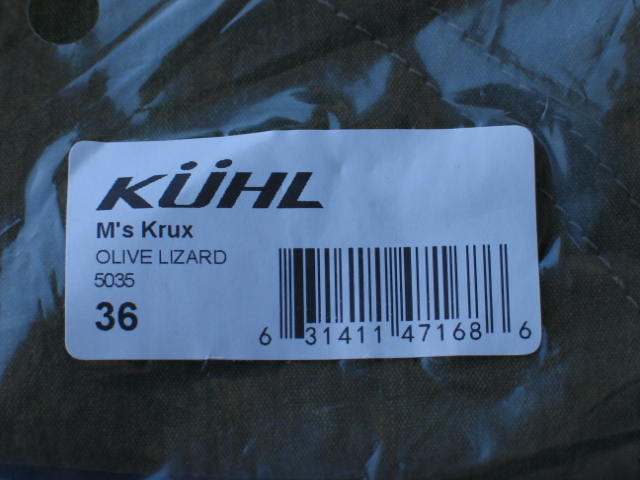 KÜHL
M's Krux
OLIVE LIZARD
5035
36
6 31411 47168 6